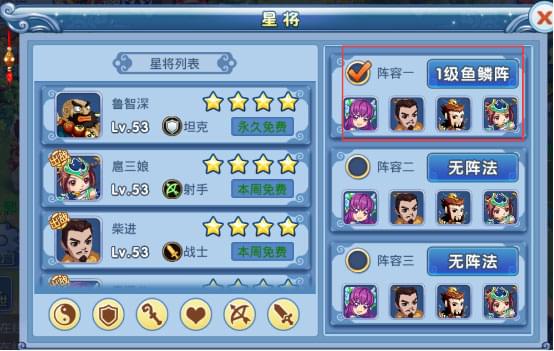 星将
星将列表
鲁智深
Lv.53
坦克
永久免费
扈三娘
Lv.53
射手
本周免费
柴进
Lv.53
战士
本周免费
阵容一
1级鱼鳞阵
阵容二
无阵法
阵容三
无阵法